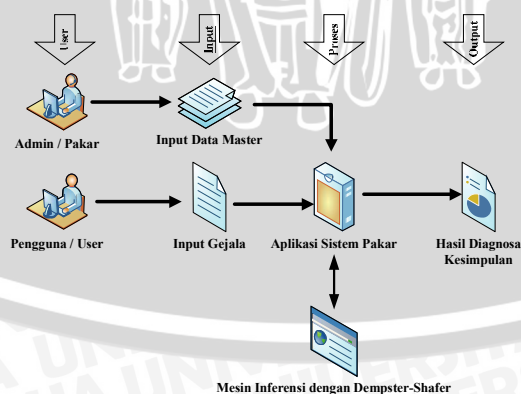 User
Input
Proses
Output
Admin / Pakar
Input Data Master
Pengguna / User
Input Gejala
Aplikasi Sistem Pakar
Hasil Diagnosa
Kesimpulan
Mesin Inferensi dengan Dempster-Shafer